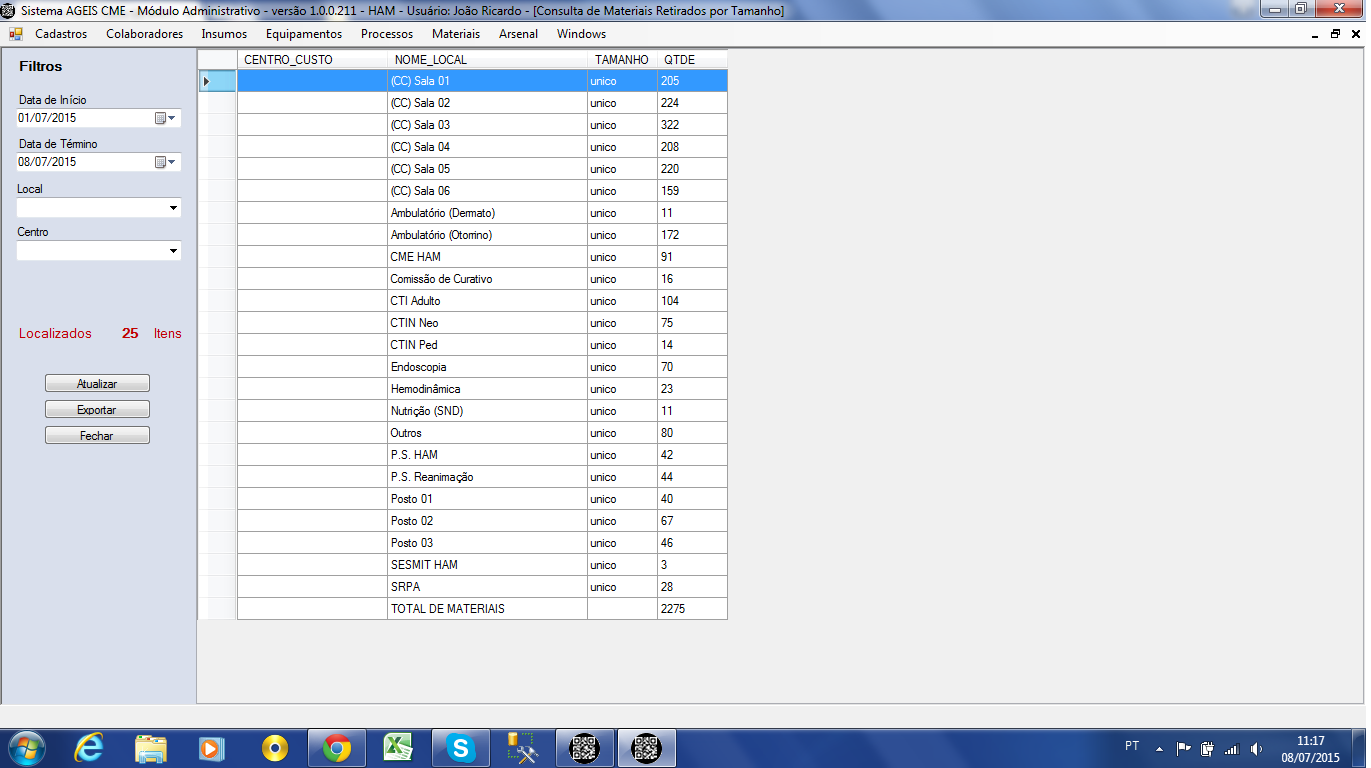 Sistema AGEIS CME - Módulo Administrativo - versão 1.0.0.211 - HAM - Usuário: João Ricardo - [Consulta de Materiais Retirados por Tamanho]
Cadastros Colaboradores Insumos Equipamentos Processos Materiais Arsenal Windows
Filtros
Data de Início
01/07/2015
Data de Término
08/07/2015
Local
Centro
Localizados 25 Itens
Atualizar
Exportar
Fechar
CENTRO_CUSTO NOME_LOCAL TAMANHO QTDE
(CC) Sala 01 unico 205
(CC) Sala 02 unico 224
(CC) Sala 03 unico 322
(CC) Sala 04 unico 208
(CC) Sala 05 unico 220
(CC) Sala 06 unico 159
Ambulatório (Dermato) unico 11
Ambulatório (Otorrino) unico 172
CME HAM unico 91
Comissão de Curativo unico 16
CTI Adulto unico 104
CTIN Neo unico 75
CTIN Ped unico 14
Endoscopia unico 70
Hemodinâmica unico 23
Nutrição (SND) unico 11
Outros unico 80
P.S. HAM unico 42
P.S. Reanimação unico 44
Posto 01 unico 40
Posto 02 unico 67
Posto 03 unico 46
SESMIT HAM unico 3
SRPA unico 28
TOTAL DE MATERIAIS 2275
PT
11:17
08/07/2015